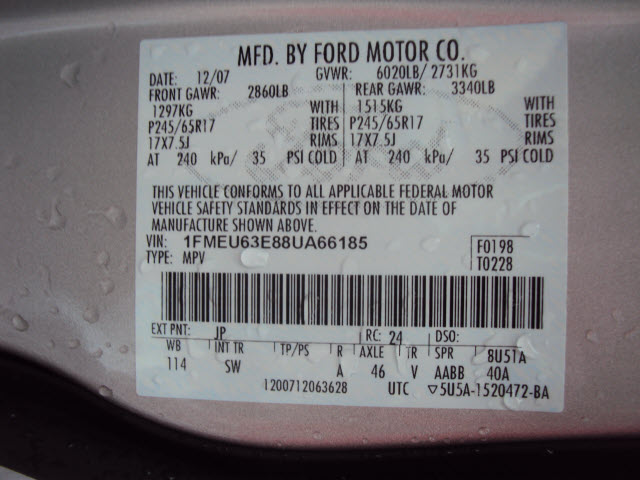 MFD. BY FORD MOTOR CO.
DATE: 12/07 GVWR: 6020LB/ 2731KG
FRONT GAWR: 2860LB REAR GAWR: 3340LB
1297KG WITH 1515KG WITH
P245/65R17 TIRES P245/65R17 TIRES
17X7.5J RIMS 17X7.5J RIMS
AT 240 kPa/ 35 PSI COLD AT 240 kPa/ 35 PSI COLD
THIS VEHICLE CONFORMS TO ALL APPLICABLE FEDERAL MOTOR
VEHICLE SAFETY STANDARDS IN EFFECT ON THE DATE OF
MANUFACTURE SHOWN ABOVE.
VIN: 1FMEU63E88UA66185 F0198
TYPE: MPV T0228
EXT PNT: JP RC: 24 DSO:
WB INT TR TP/PS R AXLE TR SPR 8U51A
114 SW A 46 V AABB 40A
1200712063628 UTC ▽5U5A-1520472-BA